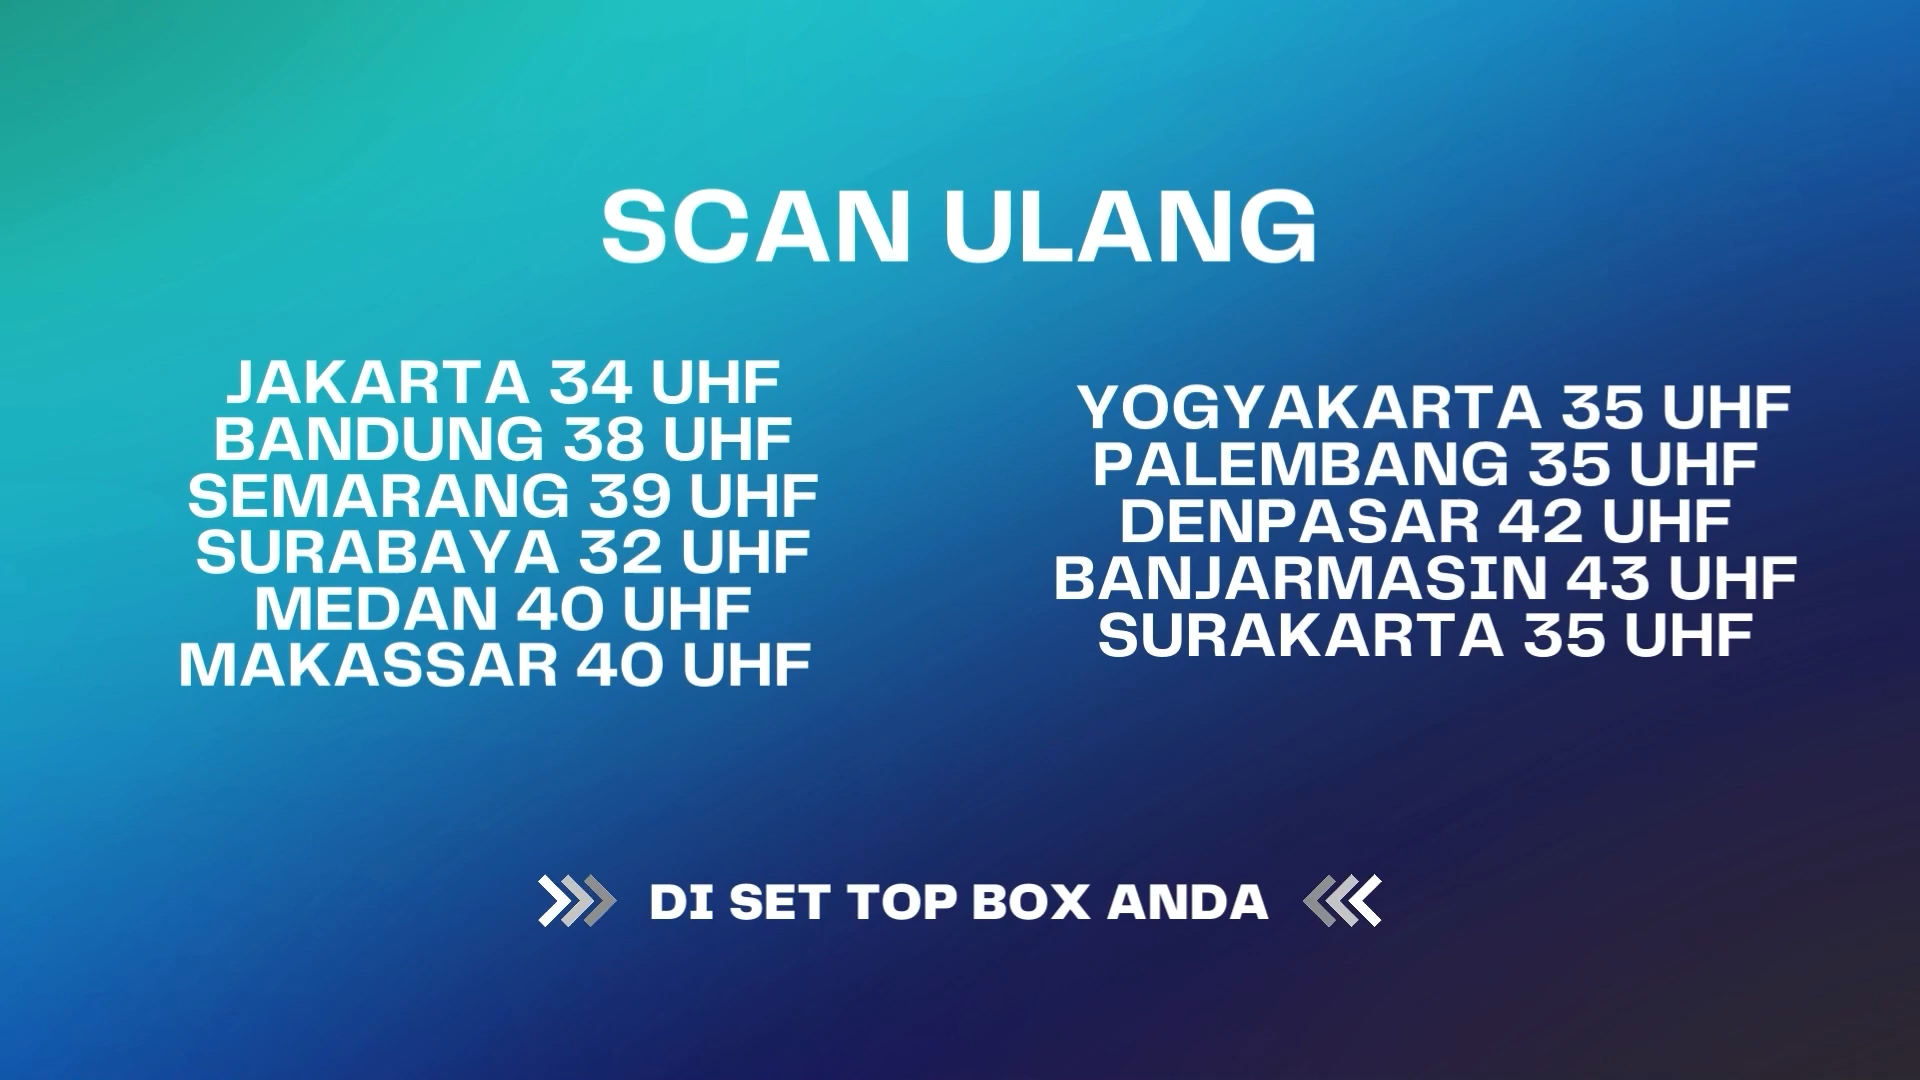 SCAN ULANG
JAKARTA 34 UHF
BANDUNG 38 UHF
SEMARANG 39 UHF
SURABAYA 32 UHF
MEDAN 40 UHF
MAKASSAR 40 UHF
YOGYAKARTA 35 UHF
PALEMBANG 35 UHF
DENPASAR 42 UHF
BANJARMASIN 43 UHF
SURAKARTA 35 UHF
DI SET TOP BOX ANDA